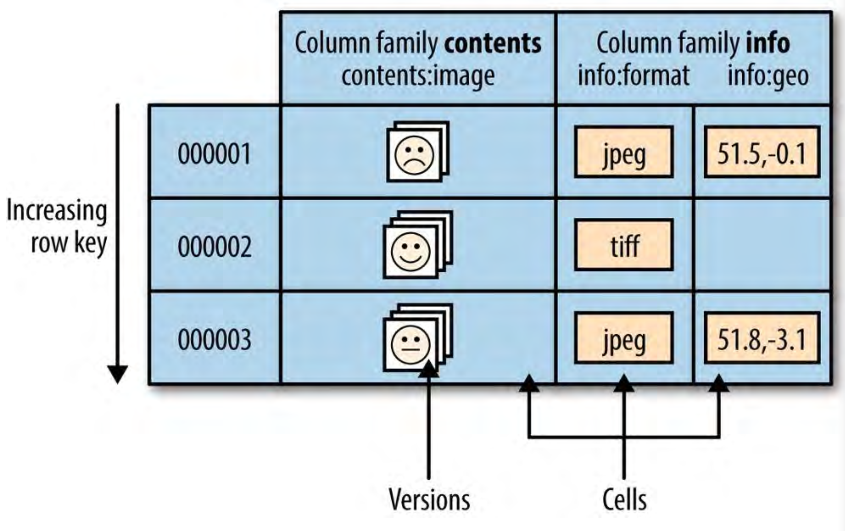 Column family contents
contents:image
Column family info
info:format info:geo
Increasing
row key
000001
jpeg
51.5,-0.1
000002
tiff
000003
jpeg
51.8,-3.1
Versions
Cells